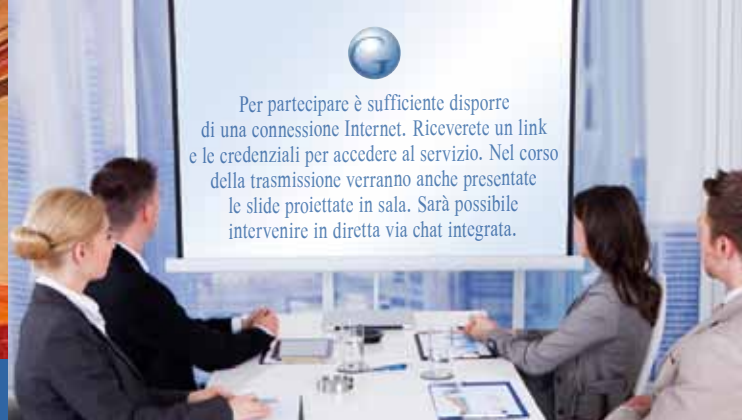 Per partecipare è sufficiente disporre
di una connessione Internet. Riceverete un link
e le credenziali per accedere al servizio. Nel corso
della trasmissione verranno anche presentate
le slide proiettate in sala. Sarà possibile
intervenire in diretta via chat integrata.